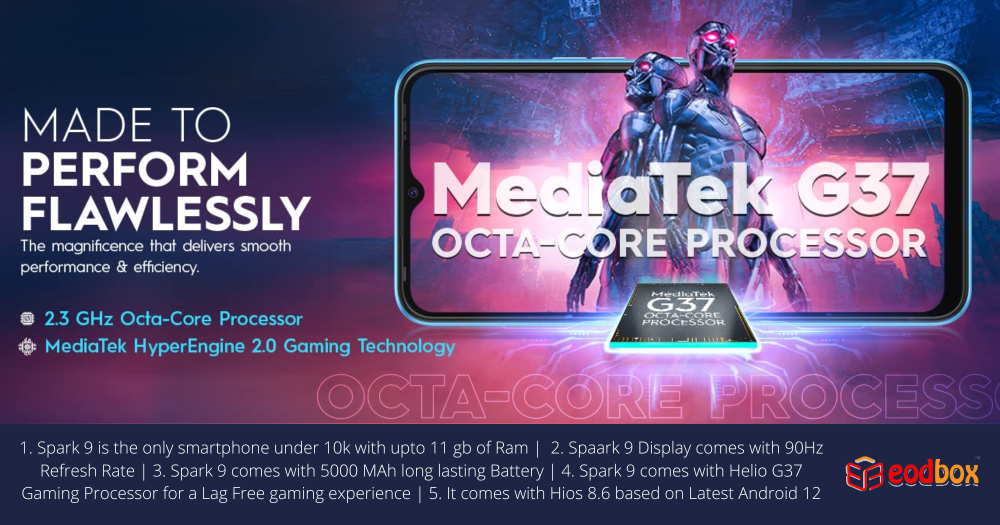 MADE TO
PERFORM
FLAWLESSLY
The magnificence that delivers smooth
performance & efficiency.
2.3 GHz Octa-Core Processor
MediaTek HyperEngine 2.0 Gaming Technology
MediaTek G37
OCTA-CORE PROCESSOR
MediaTek
G37
OCTA-CORE
PROCESSOR
OCTA-CORE PROCESS
1. Spark 9 is the only smartphone under 10k with upto 11 gb of Ram | 2. Spaark 9 Display comes with 90Hz
Refresh Rate | 3. Spark 9 comes with 5000 MAh long lasting Battery | 4. Spark 9 comes with Helio G37
Gaming Processor for a Lag Free gaming experience | 5. It comes with Hios 8.6 based on Latest Android 12
eodbox